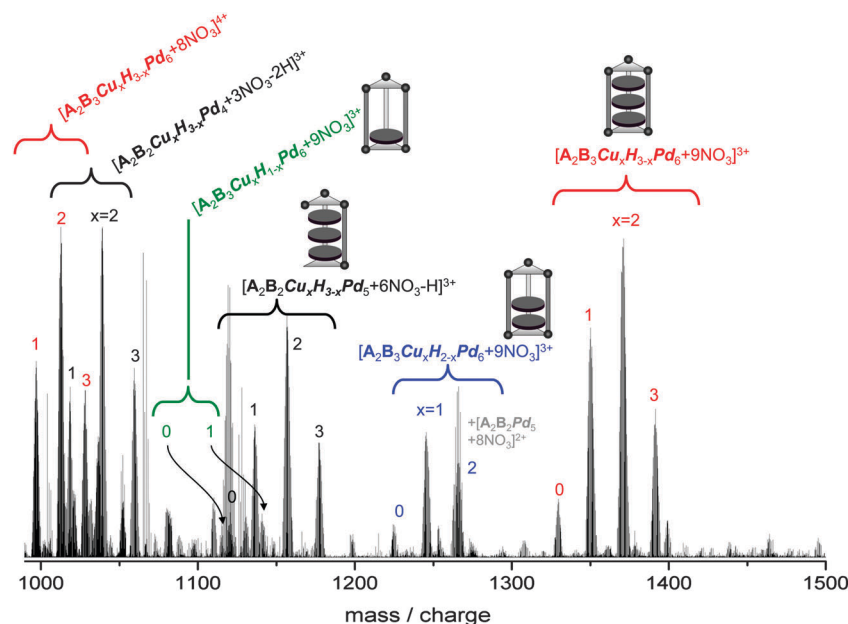 [A₂B₃CuₓH₃₋ₓPd₆+8NO₃]⁴⁺
[A₂B₂CuₓH₃₋ₓPd₄+3NO₃-2H]³⁺
[A₂B₃CuₓH₁₋ₓPd₆+9NO₃]³⁺
[A₂B₃CuₓH₃₋ₓPd₆+9NO₃]³⁺
2
x=2
x=2
[A₂B₂CuₓH₃₋ₓPd₅+6NO₃-H]³⁺
1
1
3
3
2
[A₂B₃CuₓH₂₋ₓPd₆+9NO₃]³⁺
1
3
0
1
1
3
x=1
+[A₂B₂Pd₅
+8NO₃]²⁺
2
0
0
0
1000
1100
1200
1300
1400
1500
mass / charge